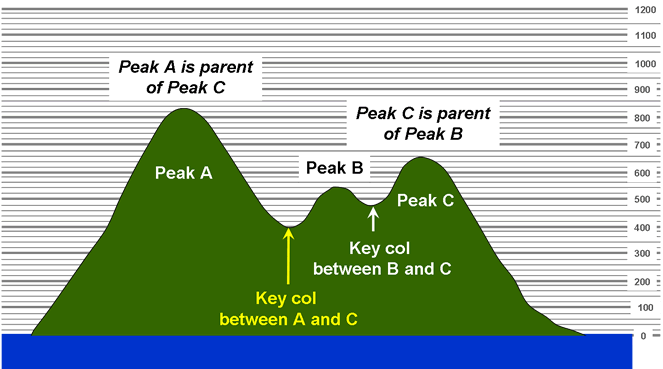 1200
1100
1000
900
800
700
600
500
400
300
200
100
0
Peak A is parent
of Peak C
Peak C is parent
of Peak B
Peak B
Peak A
Peak C
Key col
between B and C
Key col
between A and C